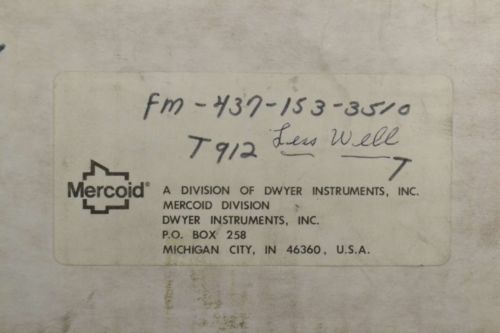 FM-437-153-3510
T912 Less Well
T
Mercoid®
A DIVISION OF DWYER INSTRUMENTS, INC.
MERCOID DIVISION
DWYER INSTRUMENTS, INC.
P.O. BOX 258
MICHIGAN CITY, IN 46360, U.S.A.